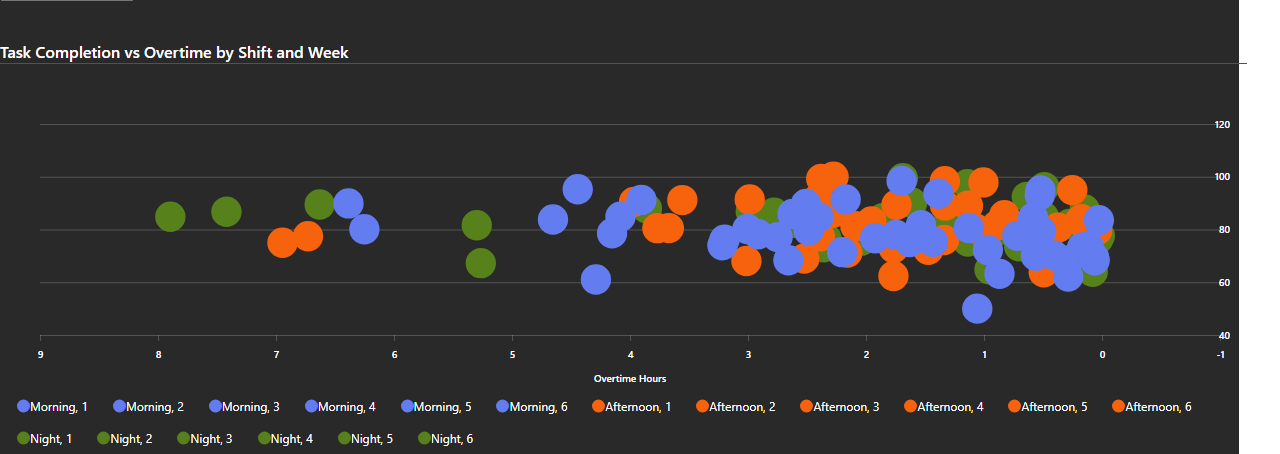 Task Completion vs Overtime by Shift and Week
120
100
80
60
40
9 8 7 6 5 4 3 2 1 0 -1
Overtime Hours
Morning, 1 Morning, 2 Morning, 3 Morning, 4 Morning, 5 Morning, 6 Afternoon, 1 Afternoon, 2 Afternoon, 3 Afternoon, 4 Afternoon, 5 Afternoon, 6
Night, 1 Night, 2 Night, 3 Night, 4 Night, 5 Night, 6